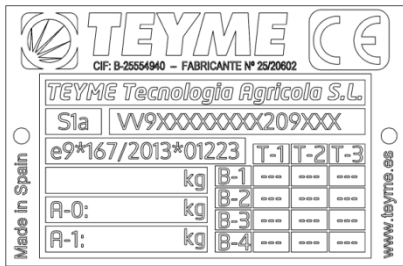 TEYME CE
CIF: B-25554940 – FABRICANTE Nº 25/20602
TEYME Tecnologia Agricola S.L.
S1a VV9XXXXXXXXX209XXX
e9*167/2013*01223 T-1 T-2 T-3
kg B-1 --- --- ---
A-0: kg B-2 --- --- ---
B-3 --- --- ---
A-1: kg B-4 --- --- ---
Made in Spain
www.teyme.es